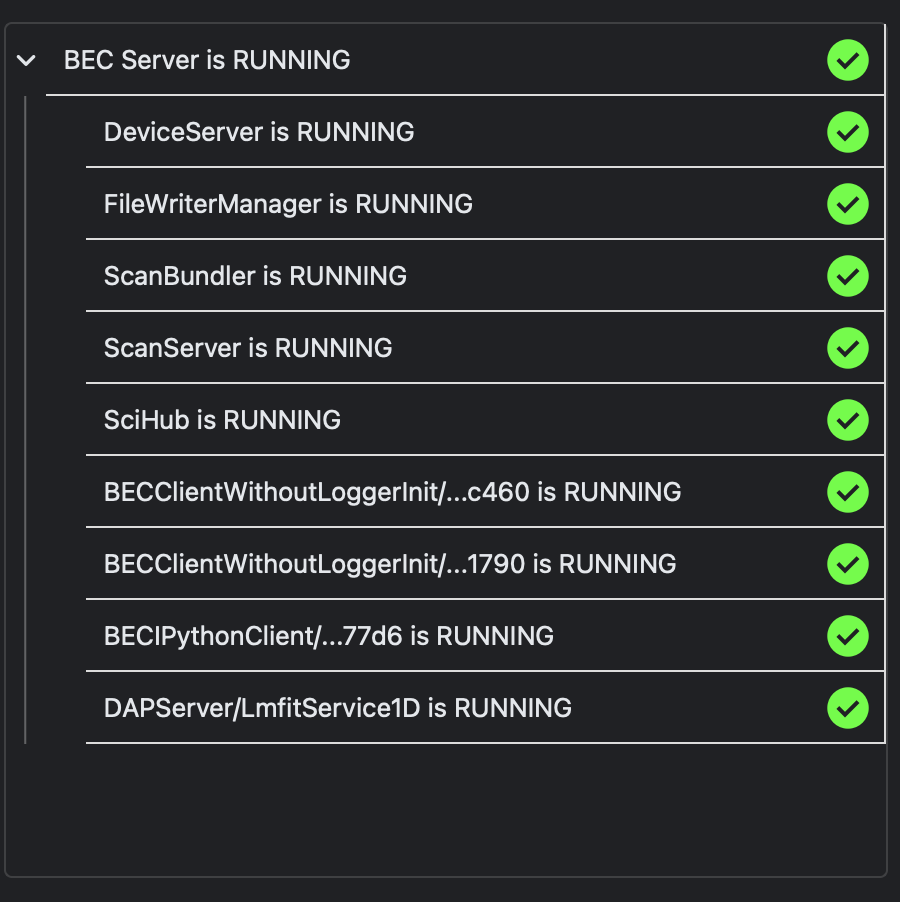 BEC Server is RUNNING
DeviceServer is RUNNING
FileWriterManager is RUNNING
ScanBundler is RUNNING
ScanServer is RUNNING
SciHub is RUNNING
BECClientWithoutLoggerInit/...c460 is RUNNING
BECClientWithoutLoggerInit/...1790 is RUNNING
BECIPythonClient/...77d6 is RUNNING
DAPServer/LmfitService1D is RUNNING